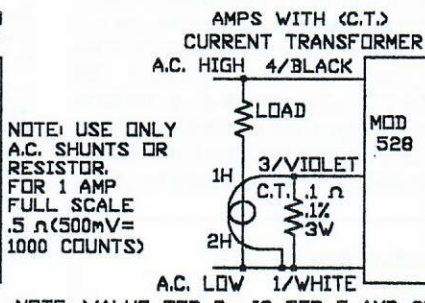 AMPS WITH (C.T.)
CURRENT TRANSFORMER
A.C. HIGH 4/BLACK
LOAD
MOD
528
NOTE: USE ONLY
A.C. SHUNTS OR
RESISTOR.
FOR 1 AMP
FULL SCALE
.5 Ω(500mV=
1000 COUNTS)
3/VIOLET
1H
C.T.
.1 Ω
.1%
3W
2H
A.C. LOW 1/WHITE